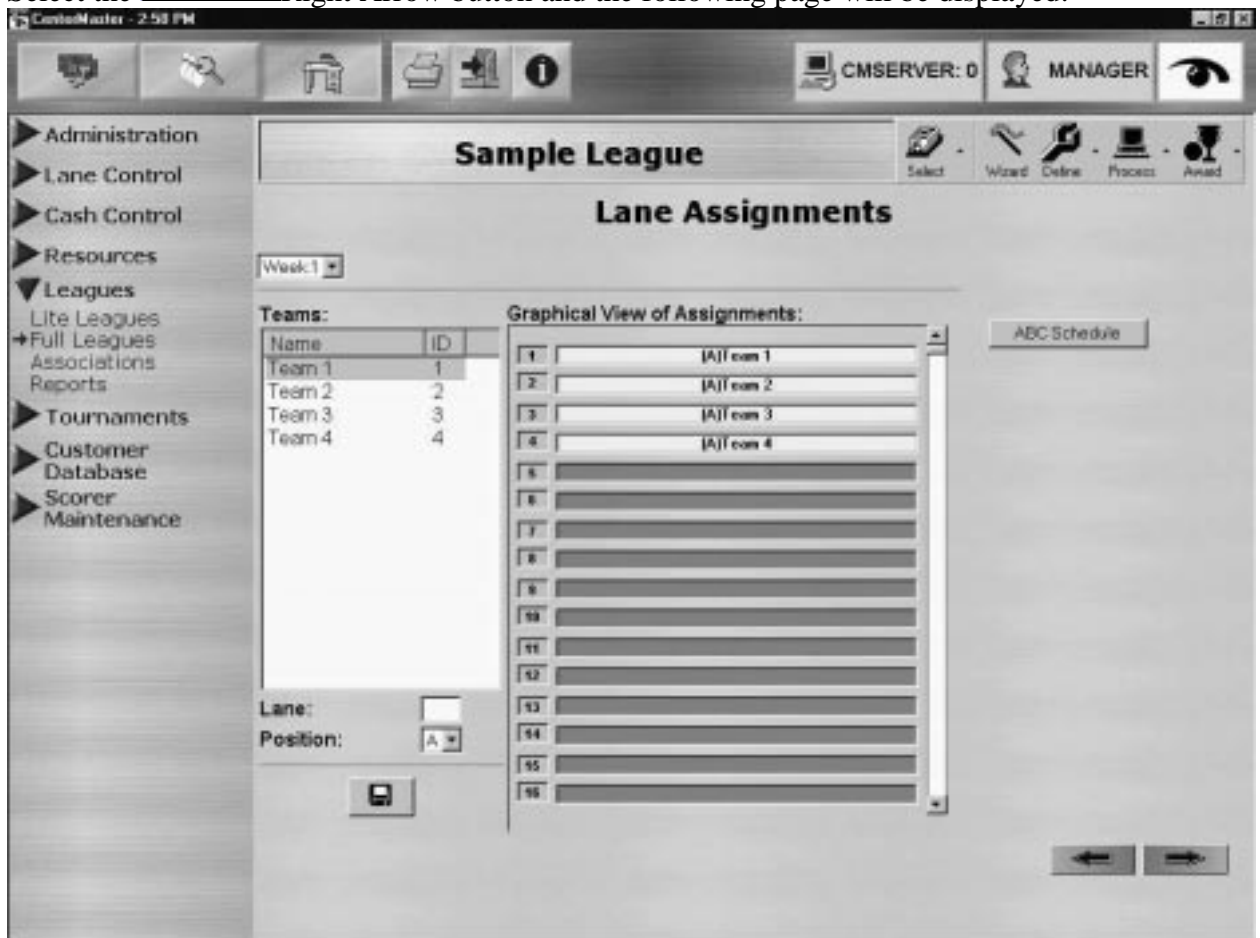 Select the Right Arrow button and the following page will be displayed:
CenterMaster - 2:50 PM
CMSERVER: 0
MANAGER
Administration
Lane Control
Cash Control
Resources
Leagues
Lite Leagues
Full Leagues
Associations
Reports
Tournaments
Customer
Database
Scorer
Maintenance
Sample League
Select
Wizard
Define
Process
Award
Lane Assignments
Week:1
Teams:
Name ID
Team 1 1
Team 2 2
Team 3 3
Team 4 4
Lane:
Position: A
Graphical View of Assignments:
1 (A)Team 1
2 (A)Team 2
3 (A)Team 3
4 (A)Team 4
5
6
7
8
9
10
11
12
13
14
15
16
ABC Schedule